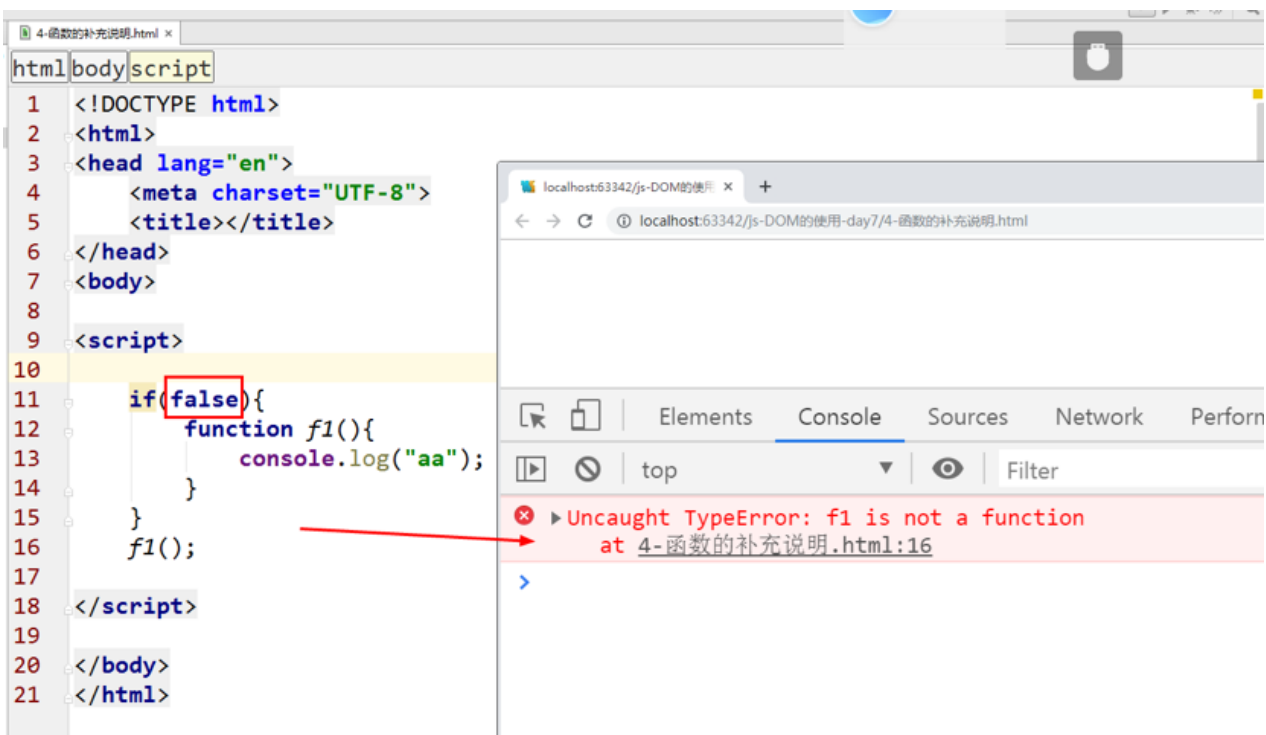 4-函数的补充说明.html ×
html body script
1 <!DOCTYPE html>
2 <html>
3 <head lang="en">
4 <meta charset="UTF-8">
5 <title></title>
6 </head>
7 <body>
8
9 <script>
10
11 if(false){
12 function f1(){
13 console.log("aa");
14 }
15 }
16 f1();
17
18 </script>
19
20 </body>
21 </html>
localhost:63342/js-DOM的使用 × +
localhost:63342/js-DOM的使用-day7/4-函数的补充说明.html
Elements Console Sources Network Perform
top Filter
Uncaught TypeError: f1 is not a function
at 4-函数的补充说明.html:16